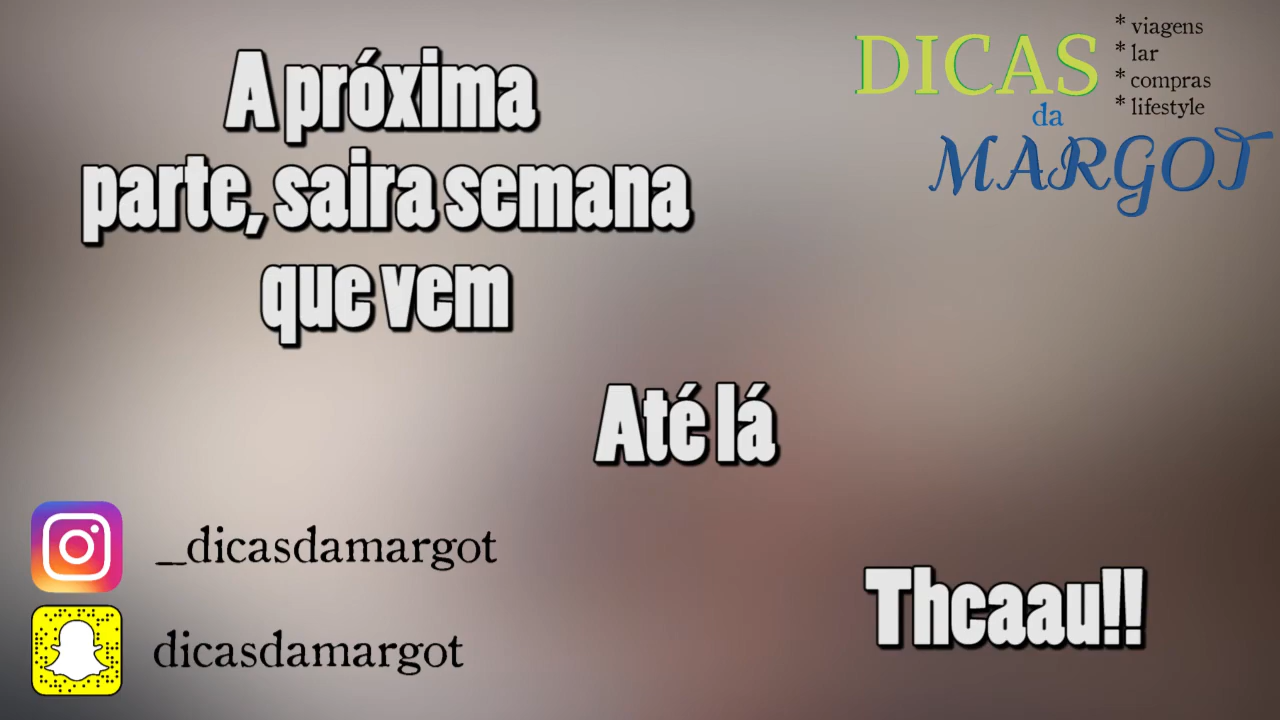 A próxima
parte, saira semana
que vem
DICAS
da
MARGOT
* viagens
* lar
* compras
* lifestyle
Até lá
_dicasdamargot
dicasdamargot
Thcaau!!